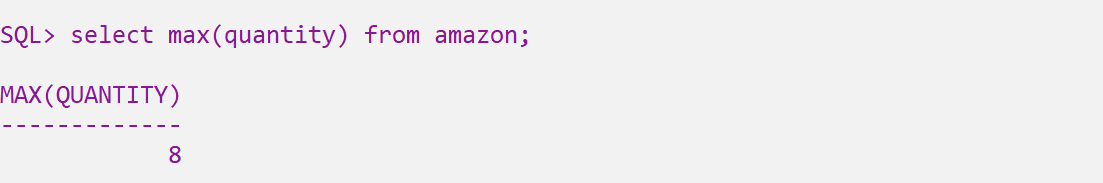 SQL> select max(quantity) from amazon;
MAX(QUANTITY)
-------------
8